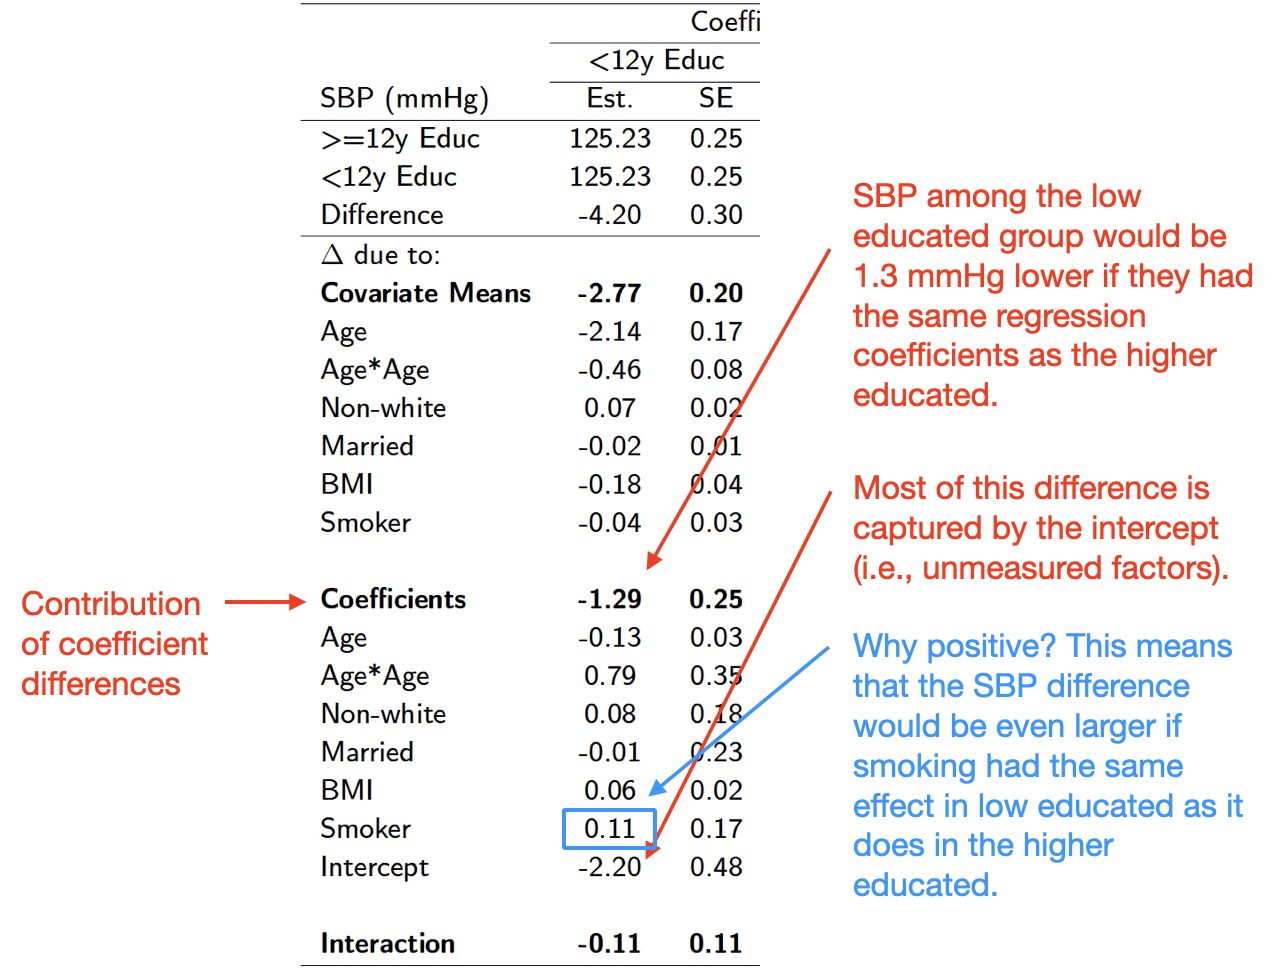 Coeffi
<12y Educ
SBP (mmHg) Est. SE
>=12y Educ 125.23 0.25
<12y Educ 125.23 0.25
Difference -4.20 0.30
Δ due to:
Covariate Means -2.77 0.20
Age -2.14 0.17
Age*Age -0.46 0.08
Non-white 0.07 0.02
Married -0.02 0.01
BMI -0.18 0.04
Smoker -0.04 0.03
Coefficients -1.29 0.25
Age -0.13 0.03
Age*Age 0.79 0.35
Non-white 0.08 0.18
Married -0.01 0.23
BMI 0.06 0.02
Smoker 0.11 0.17
Intercept -2.20 0.48
Interaction -0.11 0.11
Contribution
of coefficient
differences
SBP among the low
educated group would be
1.3 mmHg lower if they had
the same regression
coefficients as the higher
educated.
Most of this difference is
captured by the intercept
(i.e., unmeasured factors).
Why positive? This means
that the SBP difference
would be even larger if
smoking had the same
effect in low educated as it
does in the higher
educated.